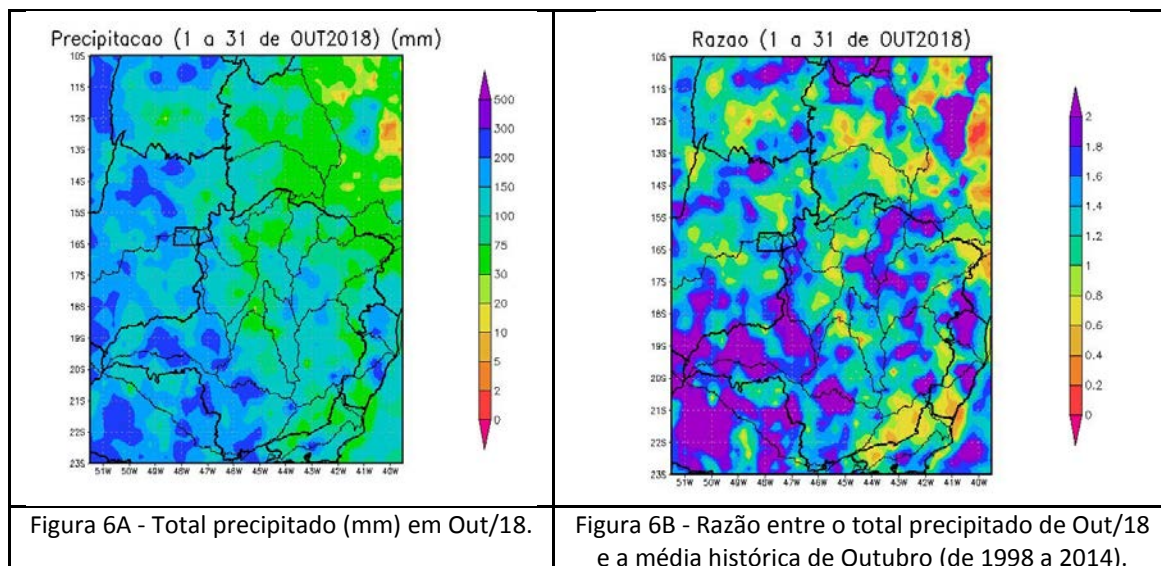 Precipitacao (1 a 31 de OUT2018) (mm)
10S
11S
12S
13S
14S
15S
16S
17S
18S
19S
20S
21S
22S
23S
51W 50W 49W 48W 47W 46W 45W 44W 43W 42W 41W 40W
500
300
200
150
100
75
30
20
10
5
2
0
Razao (1 a 31 de OUT2018)
10S
11S
12S
13S
14S
15S
16S
17S
18S
19S
20S
21S
22S
23S
51W 50W 49W 48W 47W 46W 45W 44W 43W 42W 41W 40W
2
1.8
1.6
1.4
1.2
1
0.8
0.6
0.4
0.2
0
Figura 6A - Total precipitado (mm) em Out/18.
Figura 6B - Razão entre o total precipitado de Out/18
e a média histórica de Outubro (de 1998 a 2014).